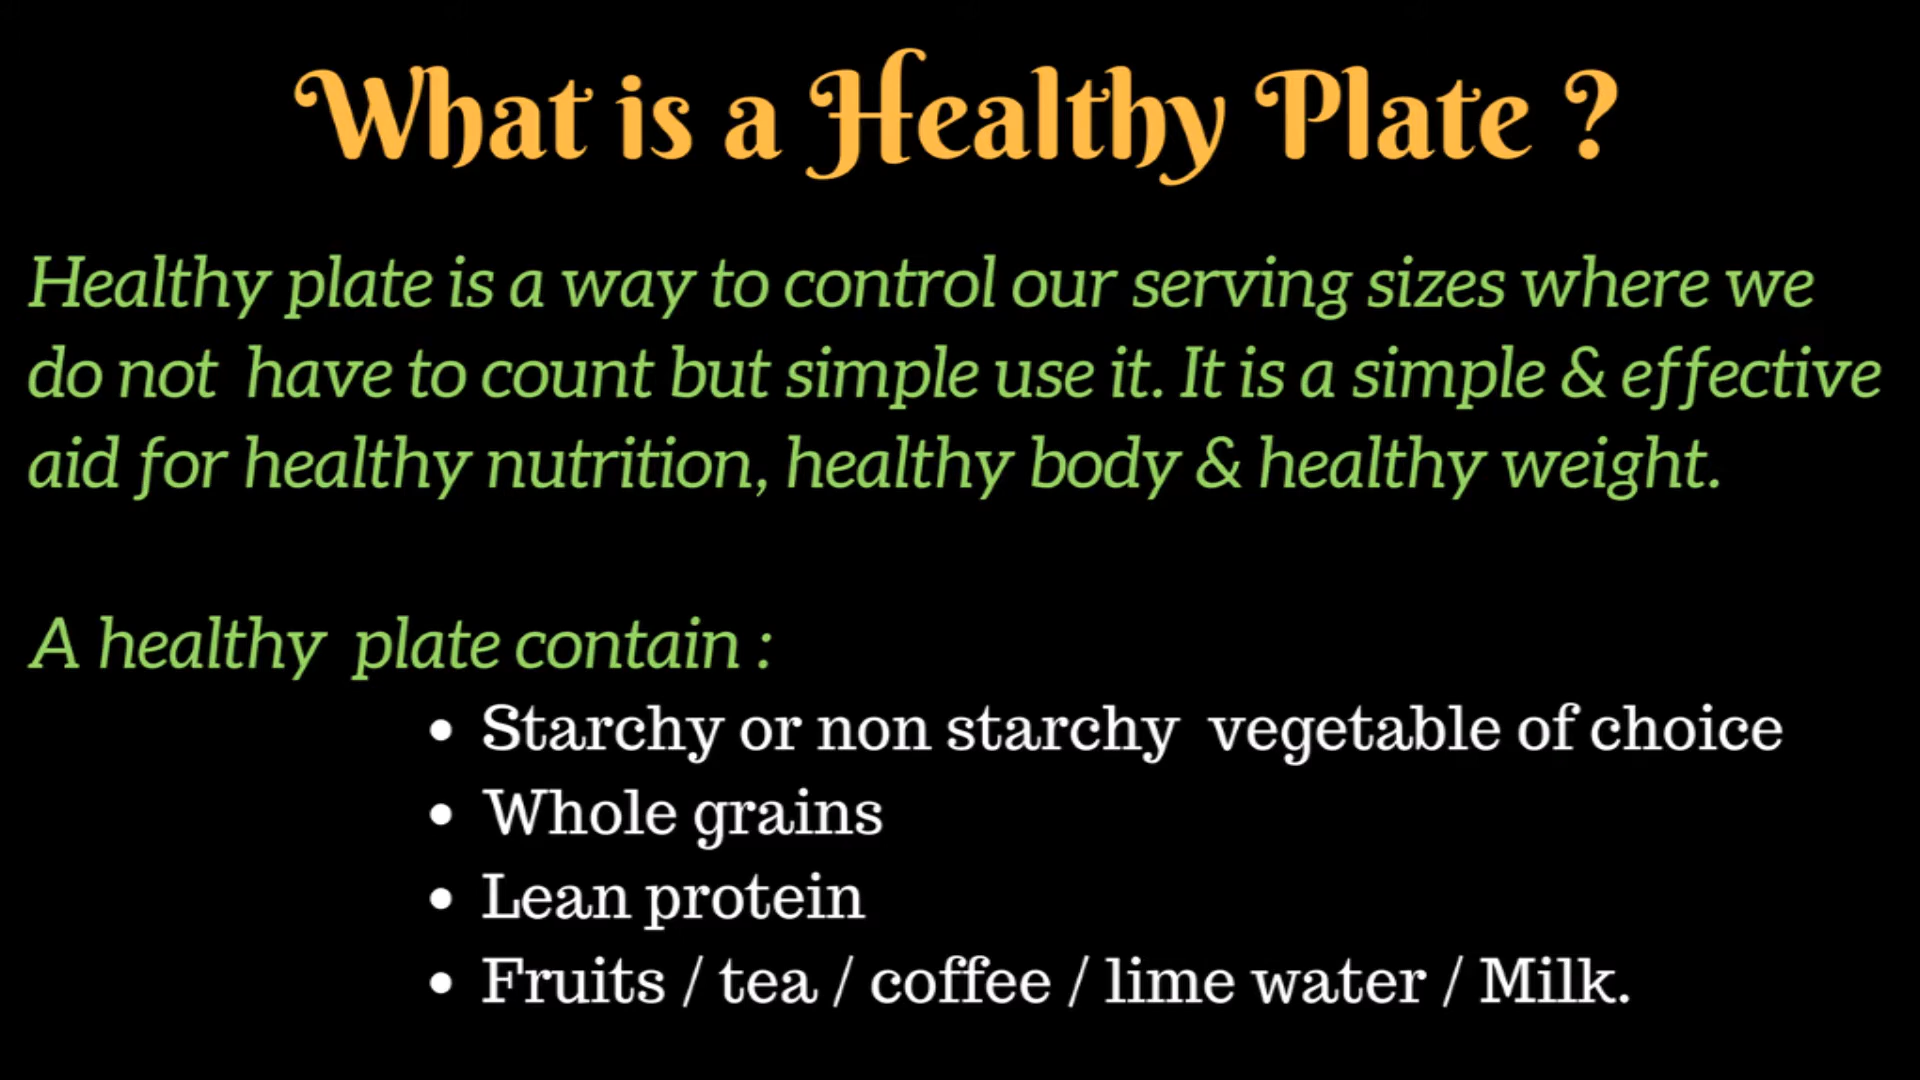 What is a Healthy Plate ?
Healthy plate is a way to control our serving sizes where we
do not have to count but simple use it. It is a simple & effective
aid for healthy nutrition, healthy body & healthy weight.
A healthy plate contain :
• Starchy or non starchy vegetable of choice
• Whole grains
• Lean protein
• Fruits / tea / coffee / lime water / Milk.